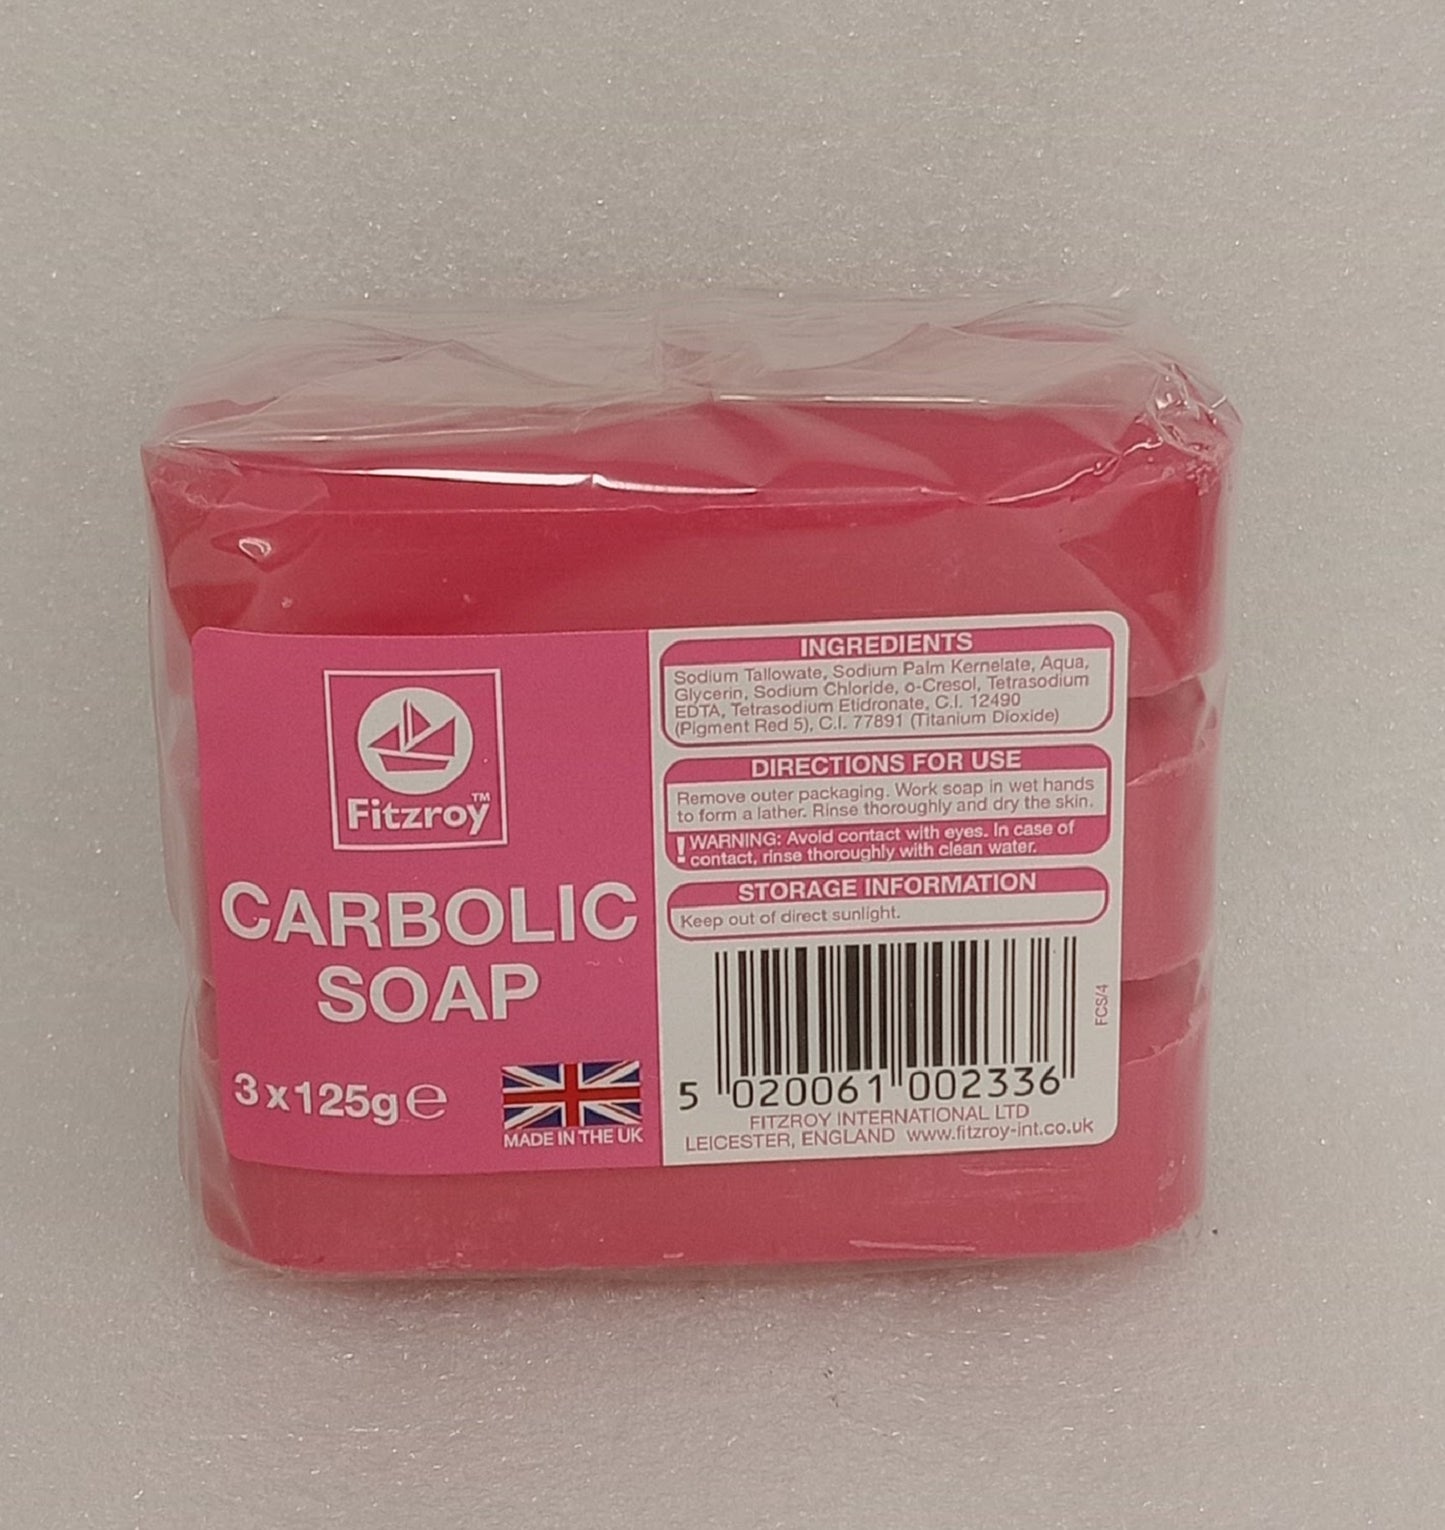 Fitzroy™
CARBOLIC
SOAP
3 x 125g ℮
MADE IN THE UK
INGREDIENTS
Sodium Tallowate, Sodium Palm Kernelate, Aqua,
Glycerin, Sodium Chloride, o-Cresol, Tetrasodium
EDTA, Tetrasodium Etidronate, C.I. 12490
(Pigment Red 5), C.I. 77891 (Titanium Dioxide)
DIRECTIONS FOR USE
Remove outer packaging. Work soap in wet hands
to form a lather. Rinse thoroughly and dry the skin.
! WARNING: Avoid contact with eyes. In case of
contact, rinse thoroughly with clean water.
STORAGE INFORMATION
Keep out of direct sunlight.
FCS/4
5 020061 002336
FITZROY INTERNATIONAL LTD
LEICESTER, ENGLAND www.fitzroy-int.co.uk